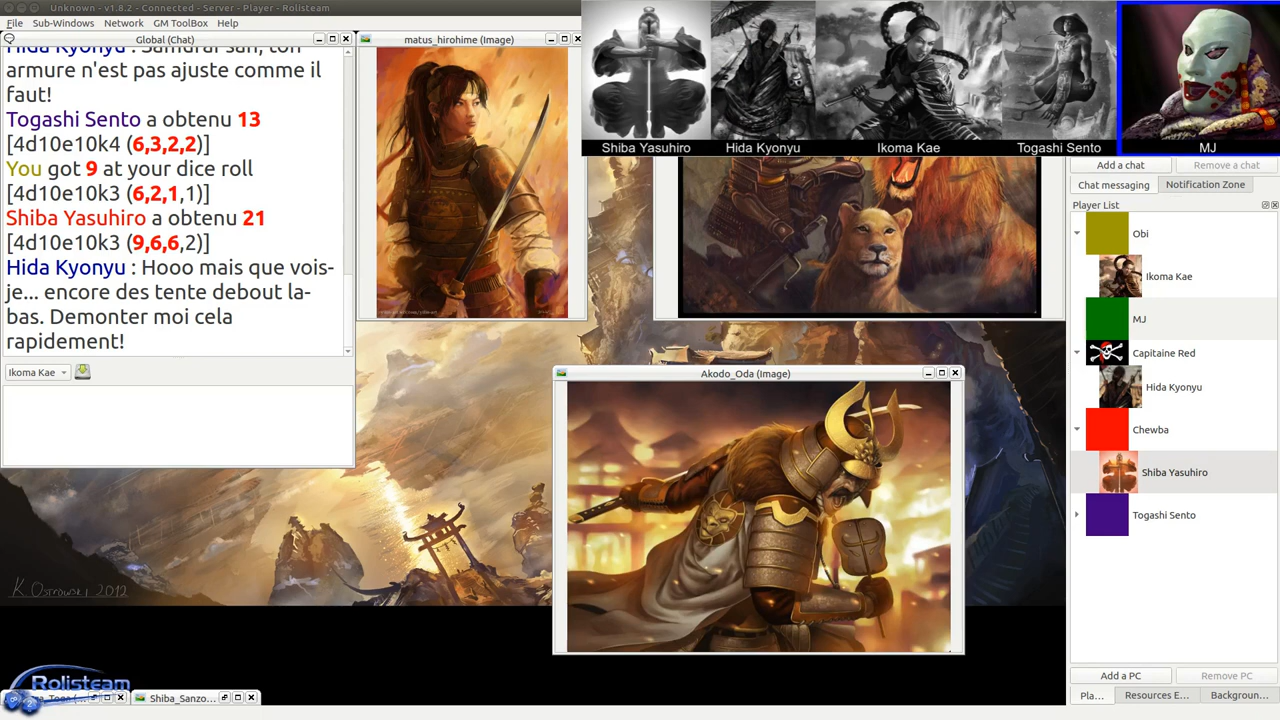 Unknown - v1.8.2 - Connected - Server - Player - Rolisteam
File Sub-Windows Network GM ToolBox Help
Global (Chat)
Hida Kyonyu : Samurai san, ton
armure n'est pas ajuste comme il
faut!
Togashi Sento a obtenu 13
[4d10e10k4 (6,3,2,2)]
You got 9 at your dice roll
[4d10e10k3 (6,2,1,1)]
Shiba Yasuhiro a obtenu 21
[4d10e10k3 (9,6,6,2)]
Hida Kyonyu : Hooo mais que vois-
je... encore des tente debout la-
bas. Demonter moi cela
rapidement!
Ikoma Kae
matus_hirohime (Image)
Shiba Yasuhiro
Hida Kyonyu
Ikoma Kae
Togashi Sento
MJ
Akodo_Oda (Image)
K Ostrowski 2012
Rolisteam
Shiba_Sanzo...
Add a chat Remove a chat
Chat messaging Notification Zone
Player List
Obi
Ikoma Kae
MJ
Capitaine Red
Hida Kyonyu
Chewba
Shiba Yasuhiro
Togashi Sento
Add a PC Remove PC
Pla... Resources E... Backgroun...